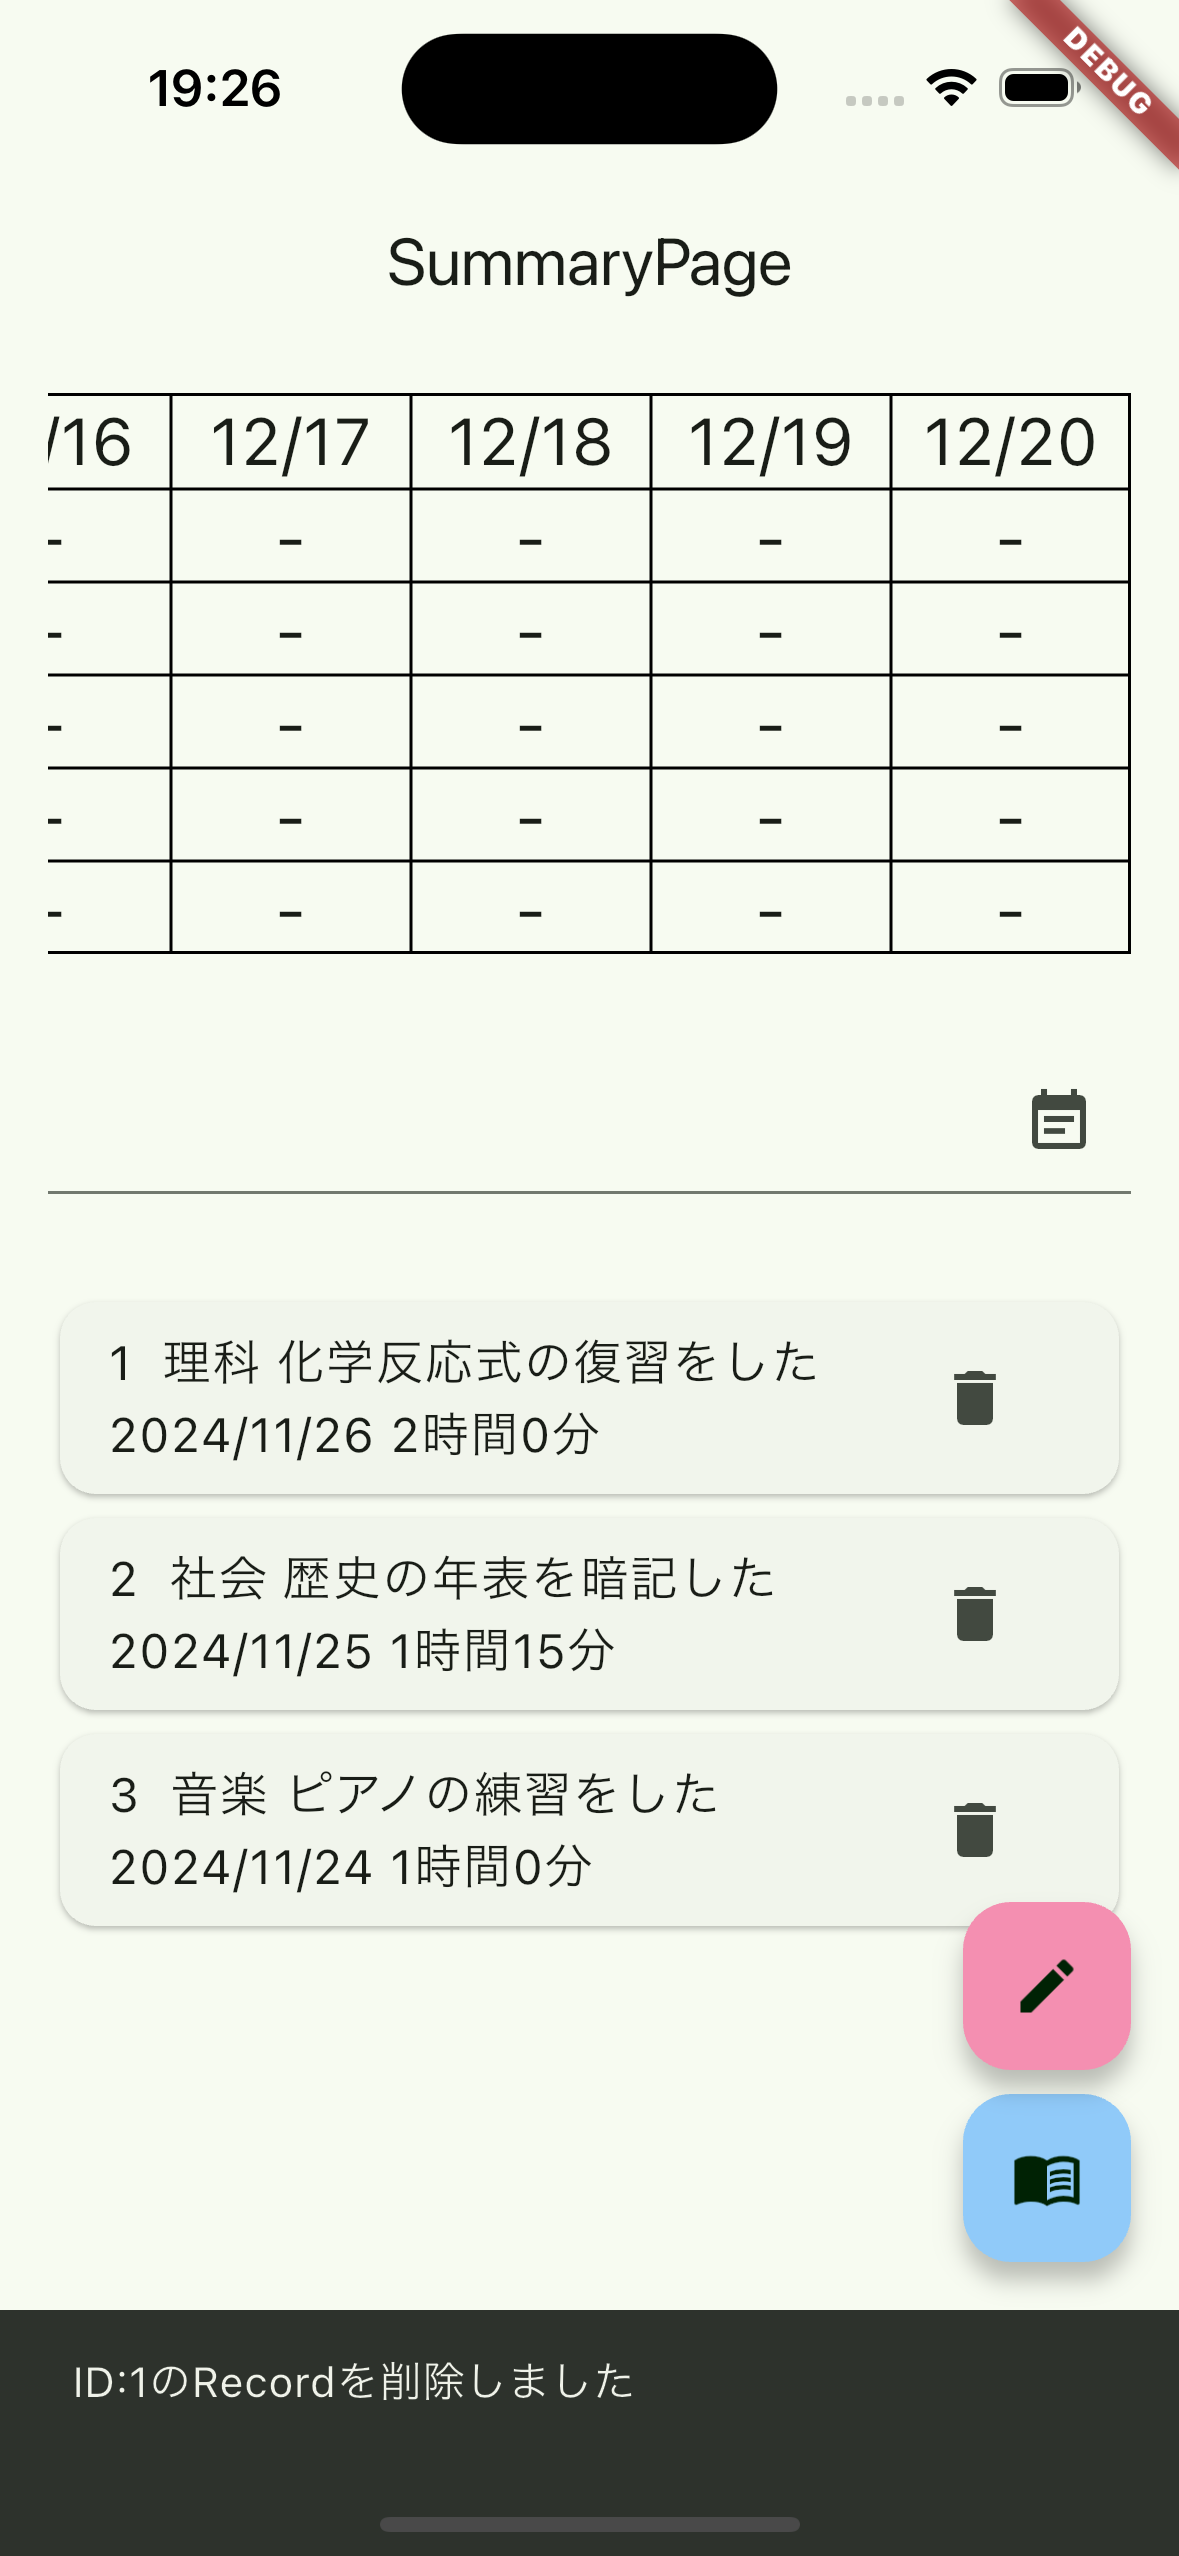 19:26
DEBUG
SummaryPage
/16 12/17 12/18 12/19 12/20
- - - - -
- - - - -
- - - - -
- - - - -
- - - - -
1 理科 化学反応式の復習をした
2024/11/26 2時間0分
2 社会 歴史の年表を暗記した
2024/11/25 1時間15分
3 音楽 ピアノの練習をした
2024/11/24 1時間0分
ID:1のRecordを削除しました